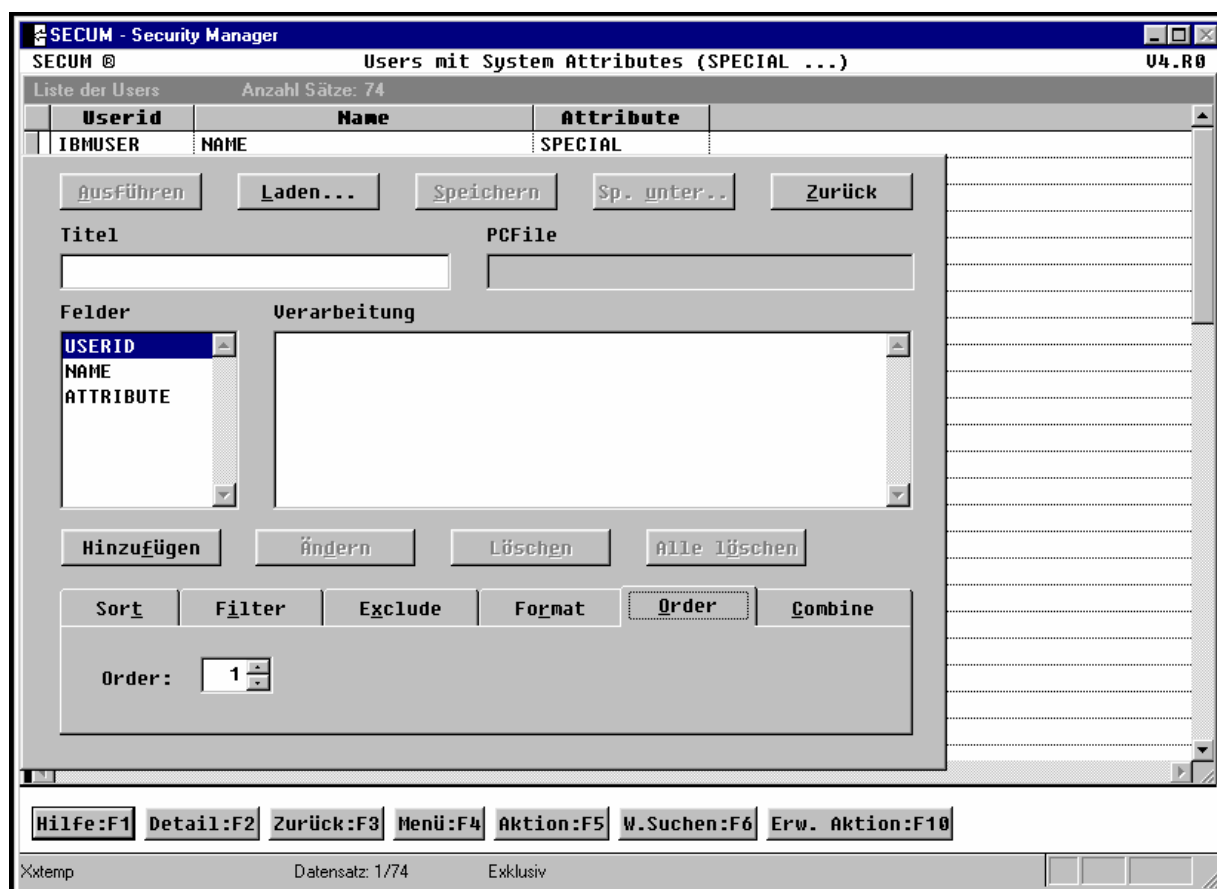 SECUM - Security Manager
SECUM ® Users mit System Attributes (SPECIAL ...) V4.R0
Liste der Users Anzahl Sätze: 74
Userid Name Attribute
IBMUSER NAME SPECIAL
Ausführen Laden... Speichern Sp. unter.. Zurück
Titel PCFile
Felder Verarbeitung
USERID
NAME
ATTRIBUTE
Hinzufügen Ändern Löschen Alle löschen
Sort Filter Exclude Format Order Combine
Order: 1
Hilfe:F1 Detail:F2 Zurück:F3 Menü:F4 Aktion:F5 W.Suchen:F6 Erw. Aktion:F10
Xxtemp Datensatz: 1/74 Exklusiv